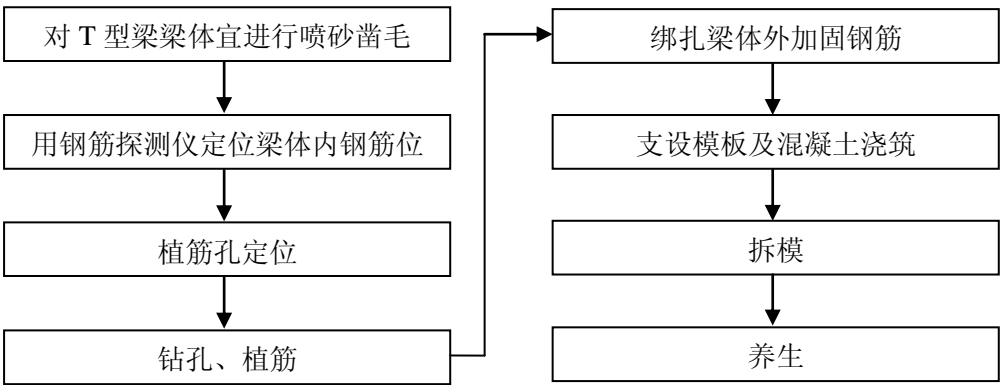 对 T 型梁梁体宜进行喷砂凿毛
用钢筋探测仪定位梁体内钢筋位
植筋孔定位
钻孔、植筋
绑扎梁体外加固钢筋
支设模板及混凝土浇筑
拆模
养生